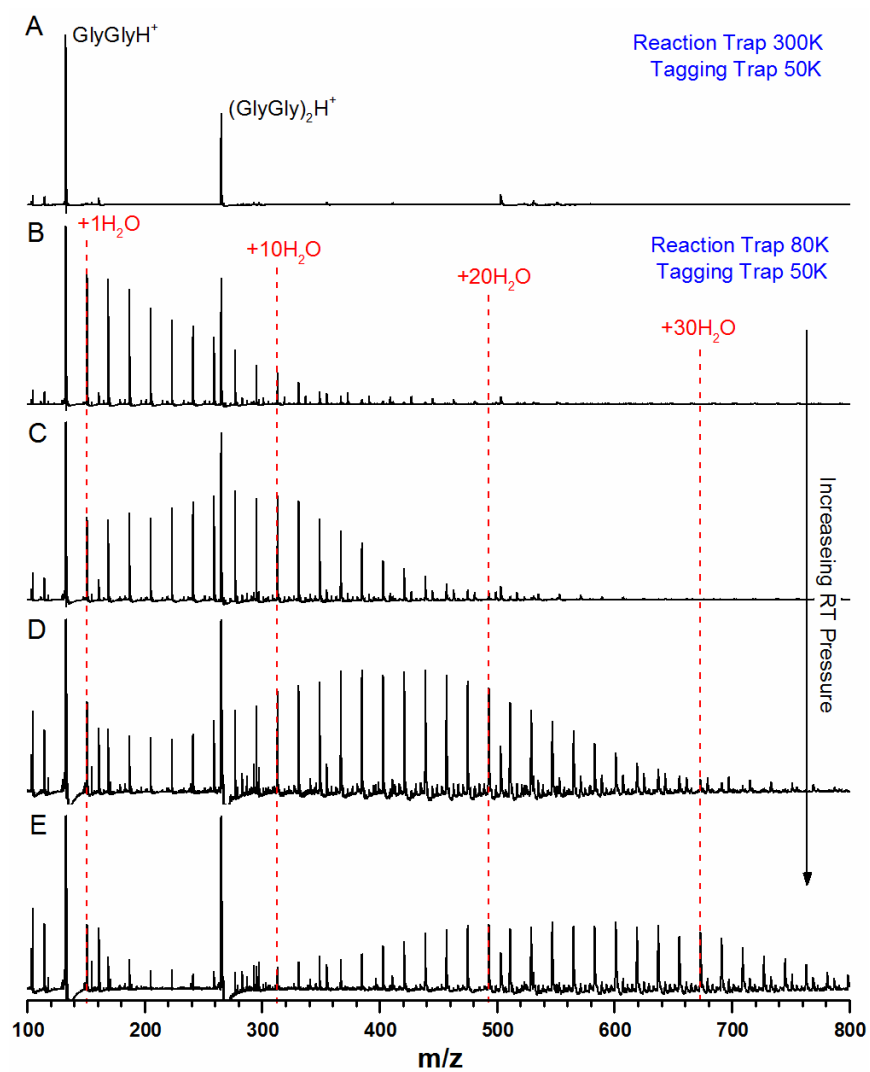 A
GlyGlyH⁺
(GlyGly)₂H⁺
Reaction Trap 300K
Tagging Trap 50K
B
+1H₂O
+10H₂O
+20H₂O
+30H₂O
Reaction Trap 80K
Tagging Trap 50K
C
D
E
Increaseing RT Pressure
100 200 300 400 500 600 700 800
m/z